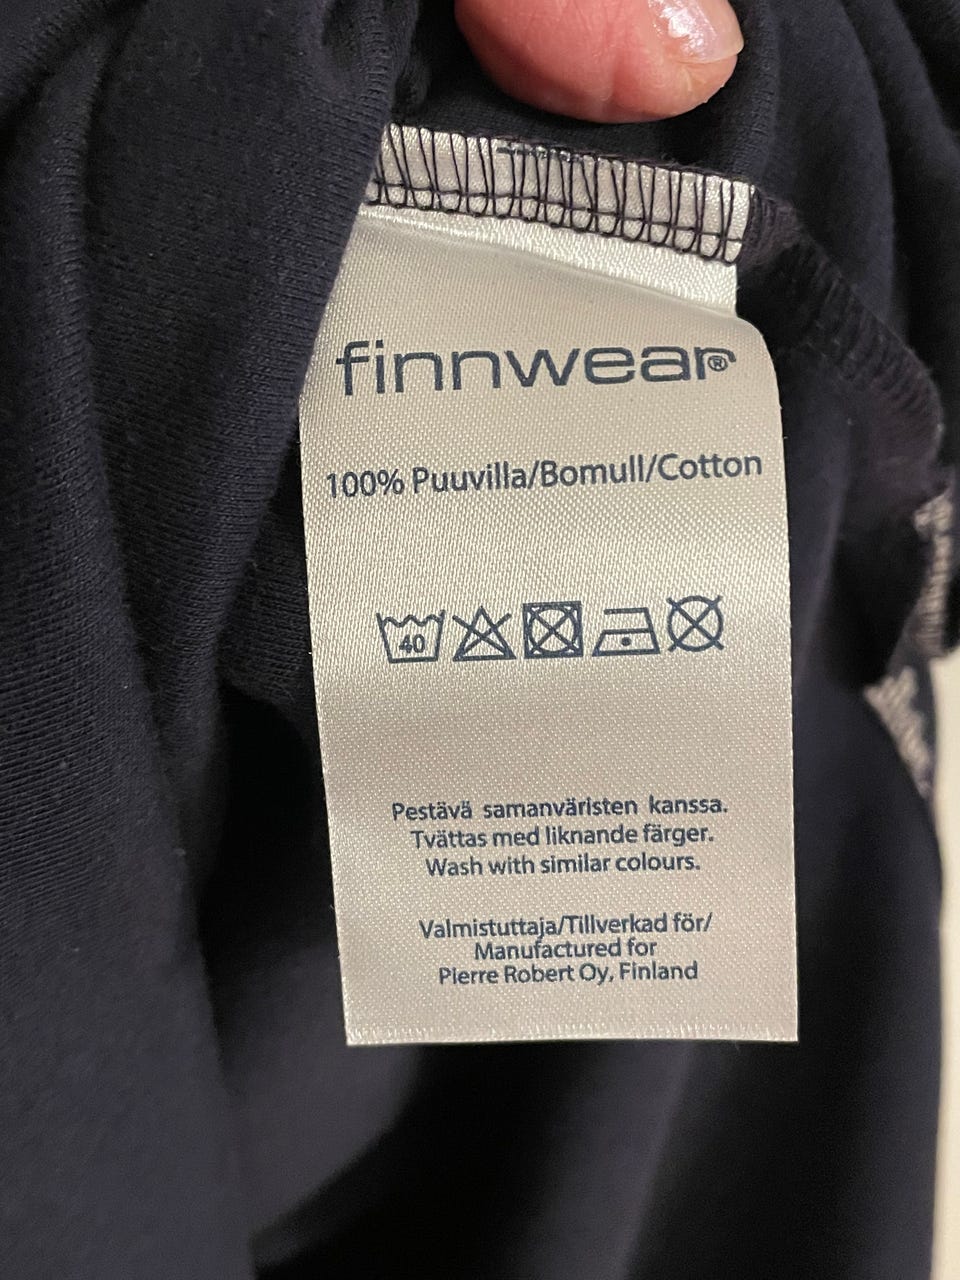 finnwear®
100% Puuvilla/Bomull/Cotton
40
Pestävä samanväristen kanssa.
Tvättas med liknande färger.
Wash with similar colours.
Valmistuttaja/Tillverkad för/
Manufactured for
Pierre Robert Oy, Finland